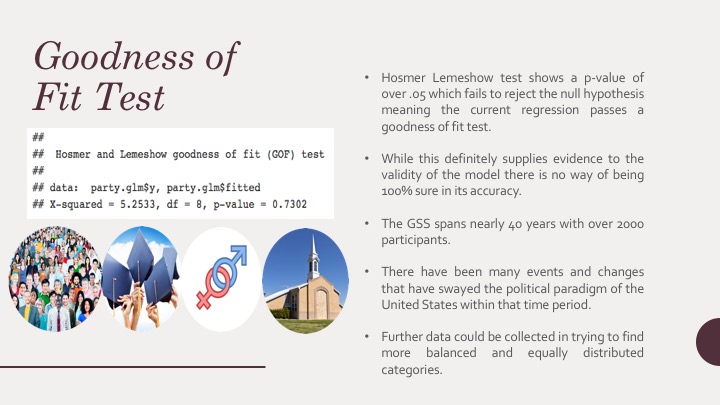 Goodness of
Fit Test
##
## Hosmer and Lemeshow goodness of fit (GOF) test
##
## data: party.glm$y, party.glm$fitted
## X-squared = 5.2533, df = 8, p-value = 0.7302
• Hosmer Lemeshow test shows a p-value of
over .05 which fails to reject the null hypothesis
meaning the current regression passes a
goodness of fit test.
• While this definitely supplies evidence to the
validity of the model there is no way of being
100% sure in its accuracy.
• The GSS spans nearly 40 years with over 2000
participants.
• There have been many events and changes
that have swayed the political paradigm of the
United States within that time period.
• Further data could be collected in trying to find
more balanced and equally distributed
categories.